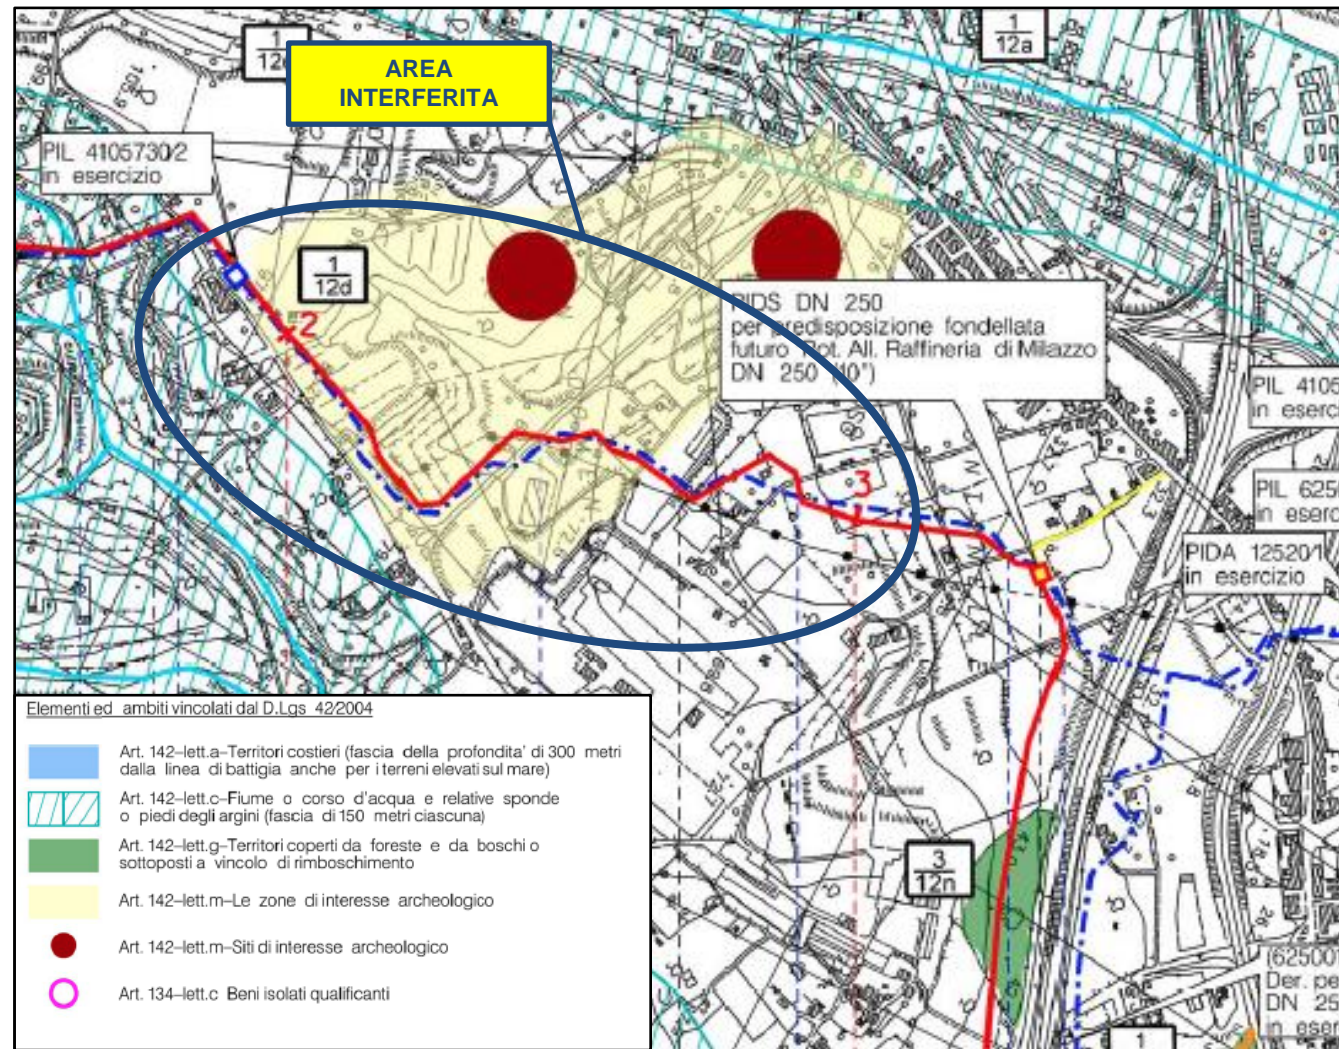 1
12a
AREA
INTERFERITA
PIL 4105730/2
in esercizio
1
12d
2
PIDS DN 250
per predisposizione fondellata
futuro Pot. All. Raffineria di Milazzo
DN 250 (10")
PIL 4105
in eserc
3
PIL 625
in eserc
PIDA 12520/1
in esercizio
Elementi ed ambiti vincolati dal D.Lgs 42/2004
Art. 142-lett.a-Territori costieri (fascia della profondita' di 300 metri
dalla linea di battigia anche per i terreni elevati sul mare)
Art. 142-lett.c-Fiume o corso d'acqua e relative sponde
o piedi degli argini (fascia di 150 metri ciascuna)
Art. 142-lett.g-Territori coperti da foreste e da boschi o
sottoposti a vincolo di rimboschimento
Art. 142-lett.m-Le zone di interesse archeologico
Art. 142-lett.m-Siti di interesse archeologico
Art. 134-lett.c Beni isolati qualificanti
3
12n
26
(625001
Der. pe
DN 25
in eser
1